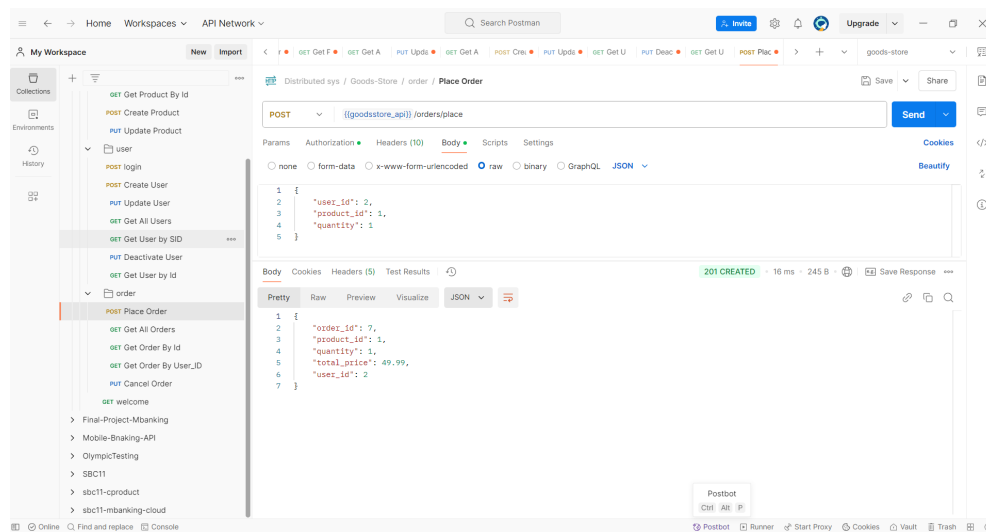 Home Workspaces API Network
Search Postman
Invite Upgrade
My Workspace New Import
GET Get F GET Get A PUT Upda GET Get A POST Cre PUT Upda GET Get U PUT Deac GET Get U POST Plac goods-store
Collections
Environments
History
GET Get Product By Id
POST Create Product
PUT Update Product
user
POST login
POST Create User
PUT Update User
GET Get All Users
GET Get User by SID
PUT Deactivate User
GET Get User by Id
order
POST Place Order
GET Get All Orders
GET Get Order By Id
GET Get Order By User_ID
PUT Cancel Order
GET welcome
Final-Project-Mbanking
Mobile-Bnaking-API
OlympicTesting
SBC11
sbc11-cproduct
sbc11-mbanking-cloud
Distributed sys / Goods-Store / order / Place Order
Save Share
POST {{goodsstore_api}} /orders/place
Send
Params Authorization Headers (10) Body Scripts Settings Cookies
none form-data x-www-form-urlencoded raw binary GraphQL JSON Beautify
1 {
2 "user_id": 2,
3 "product_id": 1,
4 "quantity": 1
5 }
Body Cookies Headers (5) Test Results 201 CREATED 16 ms 245 B Save Response
Pretty Raw Preview Visualize JSON
1 {
2 "order_id": 7,
3 "product_id": 1,
4 "quantity": 1,
5 "total_price": 49.99,
6 "user_id": 2
7 }
Postbot
Ctrl Alt P
Online Find and replace Console
Postbot Runner Start Proxy Cookies Vault Trash